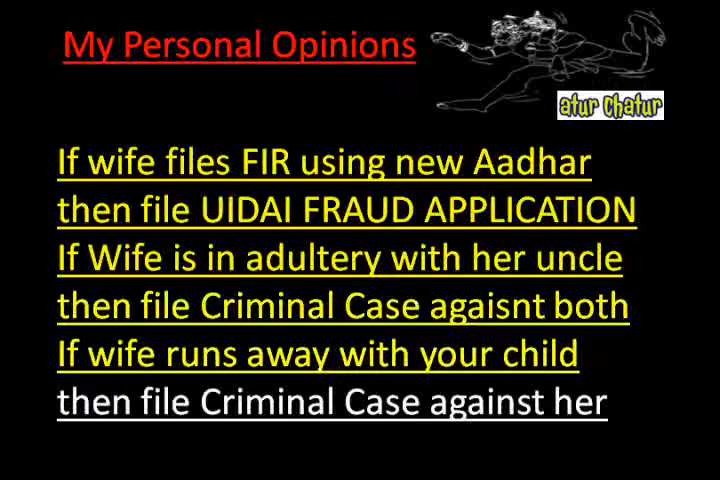 My Personal Opinions
atur Chatur
If wife files FIR using new Aadhar
then file UIDAI FRAUD APPLICATION
If Wife is in adultery with her uncle
then file Criminal Case agaisnt both
If wife runs away with your child
then file Criminal Case against her